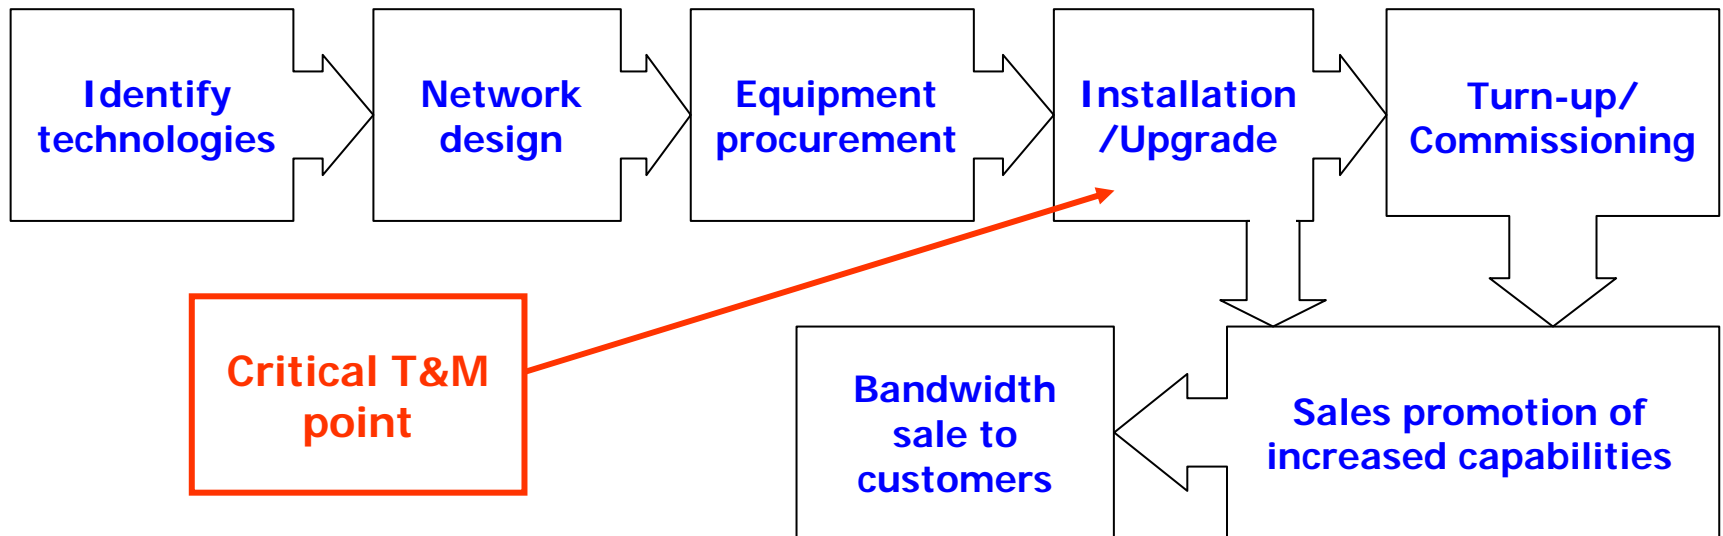 Identify
technologies
Network
design
Equipment
procurement
Installation
/Upgrade
Turn-up/
Commissioning
Critical T&M
point
Bandwidth
sale to
customers
Sales promotion of
increased capabilities